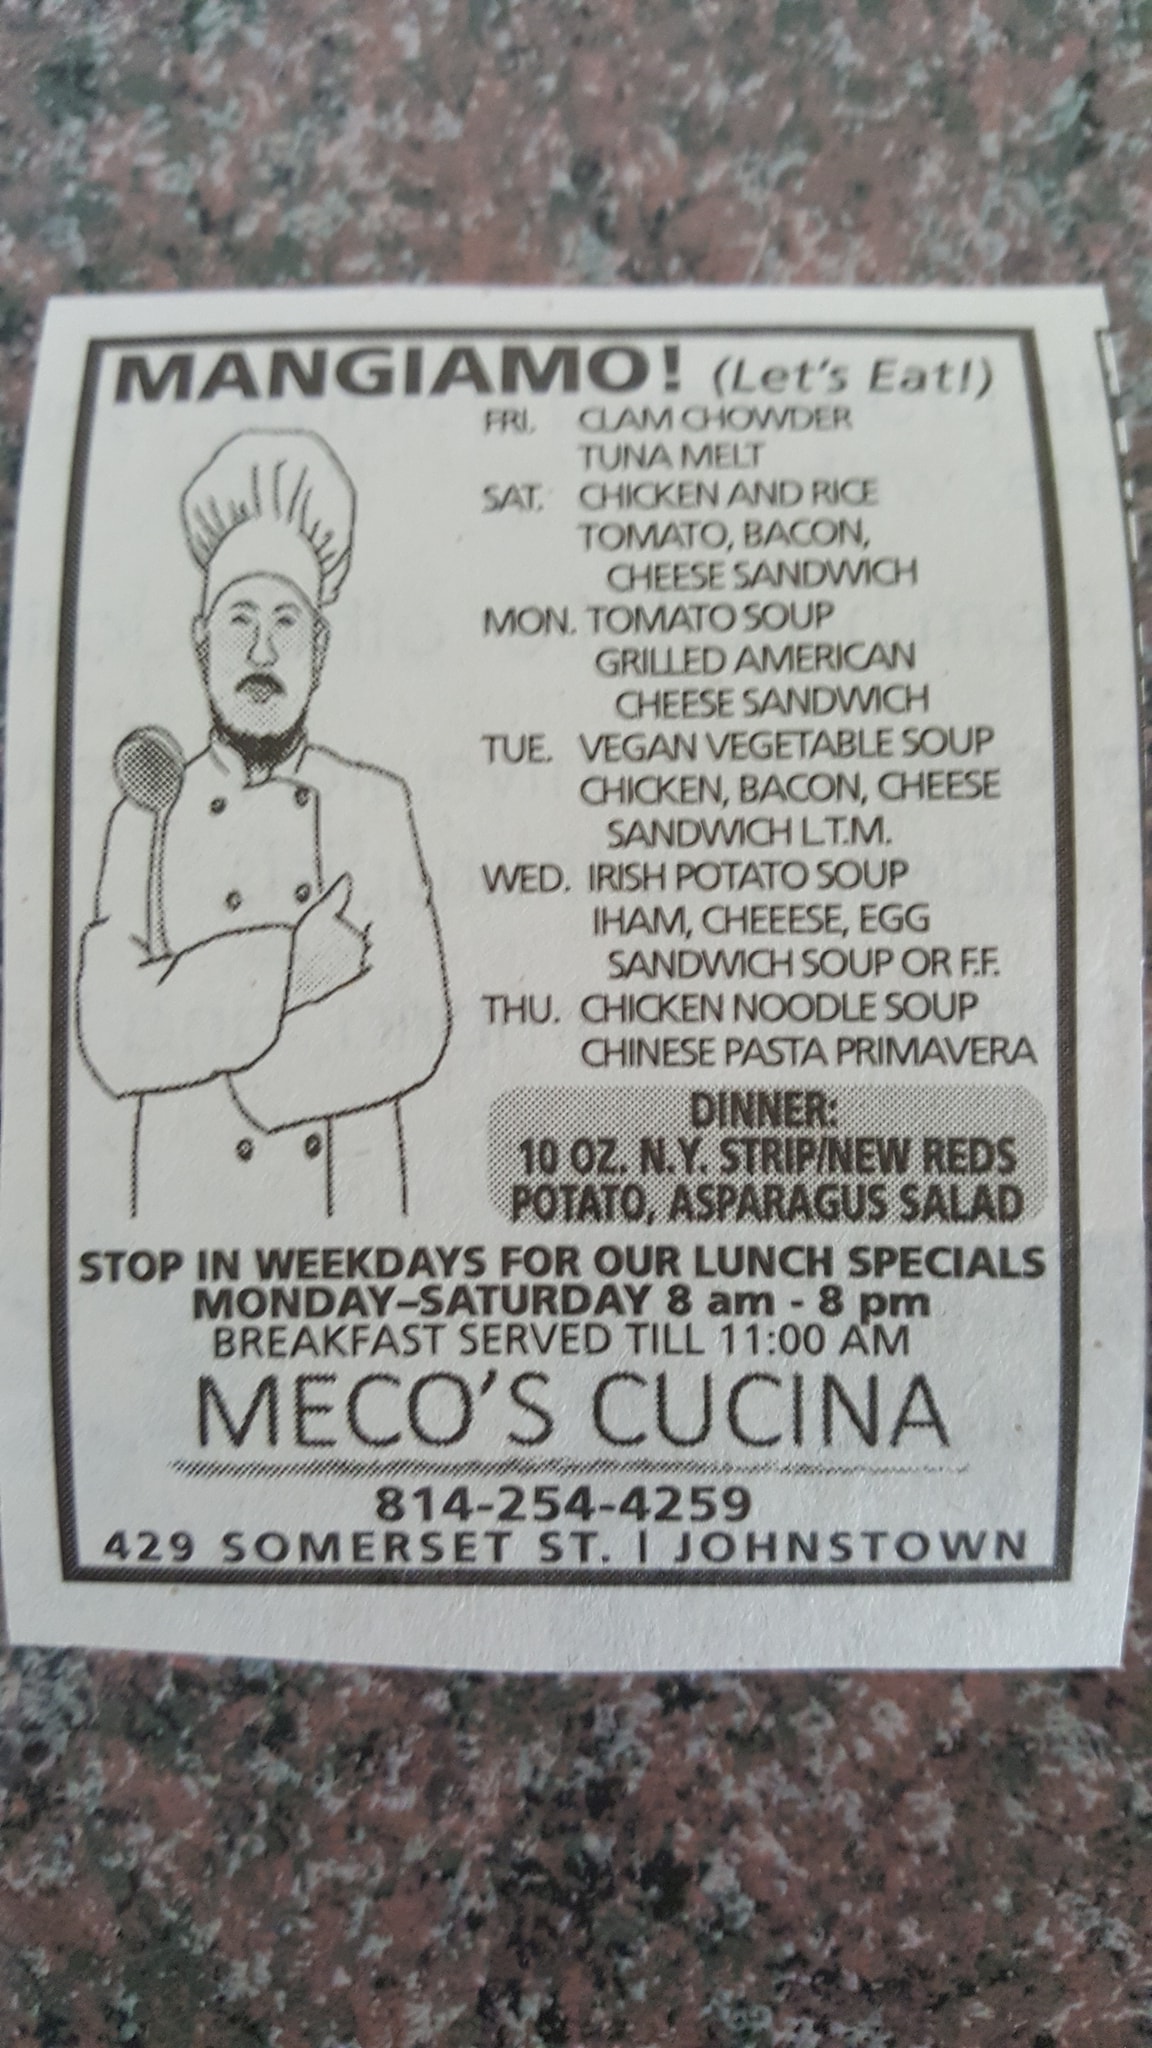 MANGIAMO! (Let's Eat!)
FRI. CLAM CHOWDER
TUNA MELT
SAT. CHICKEN AND RICE
TOMATO, BACON,
CHEESE SANDWICH
MON. TOMATO SOUP
GRILLED AMERICAN
CHEESE SANDWICH
TUE. VEGAN VEGETABLE SOUP
CHICKEN, BACON, CHEESE
SANDWICH L.T.M.
WED. IRISH POTATO SOUP
IHAM, CHEEESE, EGG
SANDWICH SOUP OR F.F.
THU. CHICKEN NOODLE SOUP
CHINESE PASTA PRIMAVERA
DINNER:
10 OZ. N.Y. STRIP/NEW REDS
POTATO, ASPARAGUS SALAD
STOP IN WEEKDAYS FOR OUR LUNCH SPECIALS
MONDAY–SATURDAY 8 am - 8 pm
BREAKFAST SERVED TILL 11:00 AM
MECO'S CUCINA
814-254-4259
429 SOMERSET ST. | JOHNSTOWN